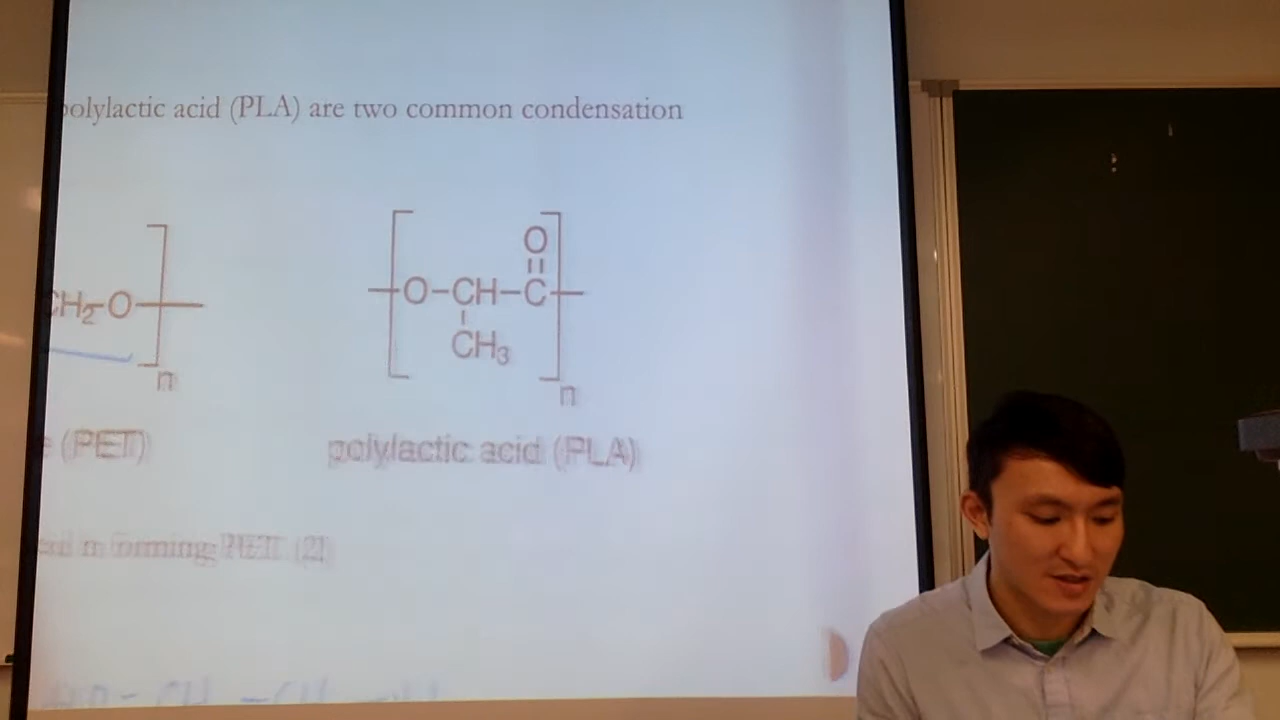 polylactic acid (PLA) are two common condensation
O
CH2-O
O-CH-C
CH3
n
n
(PET)
polylactic acid (PLA)
in forming PET (2)